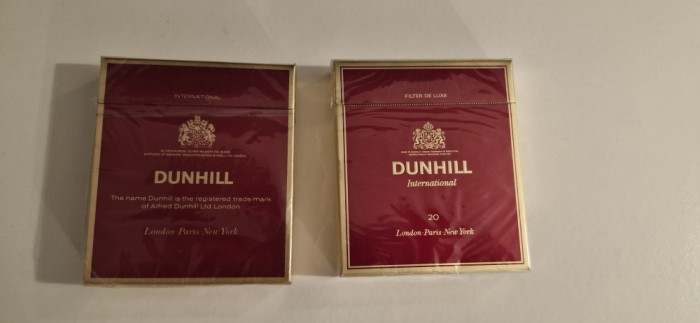 INTERNATIONAL
DUNHILL
The name Dunhill is the registered trade mark
of Alfred Dunhill Ltd London
London·Paris·New York
FILTER DE LUXE
DUNHILL
International
20
London·Paris·New York